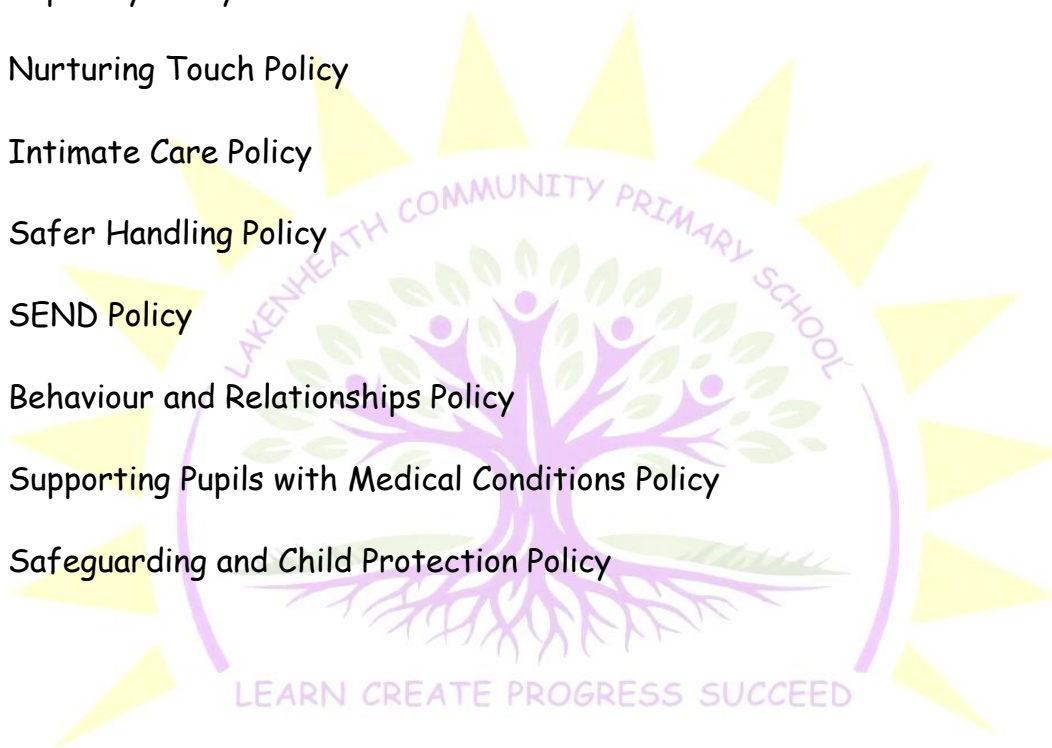 Nurturing Touch Policy
Intimate Care Policy
Safer Handling Policy
SEND Policy
Behaviour and Relationships Policy
Supporting Pupils with Medical Conditions Policy
Safeguarding and Child Protection Policy
LAKENHEATH COMMUNITY PRIMARY SCHOOL
LEARN CREATE PROGRESS SUCCEED